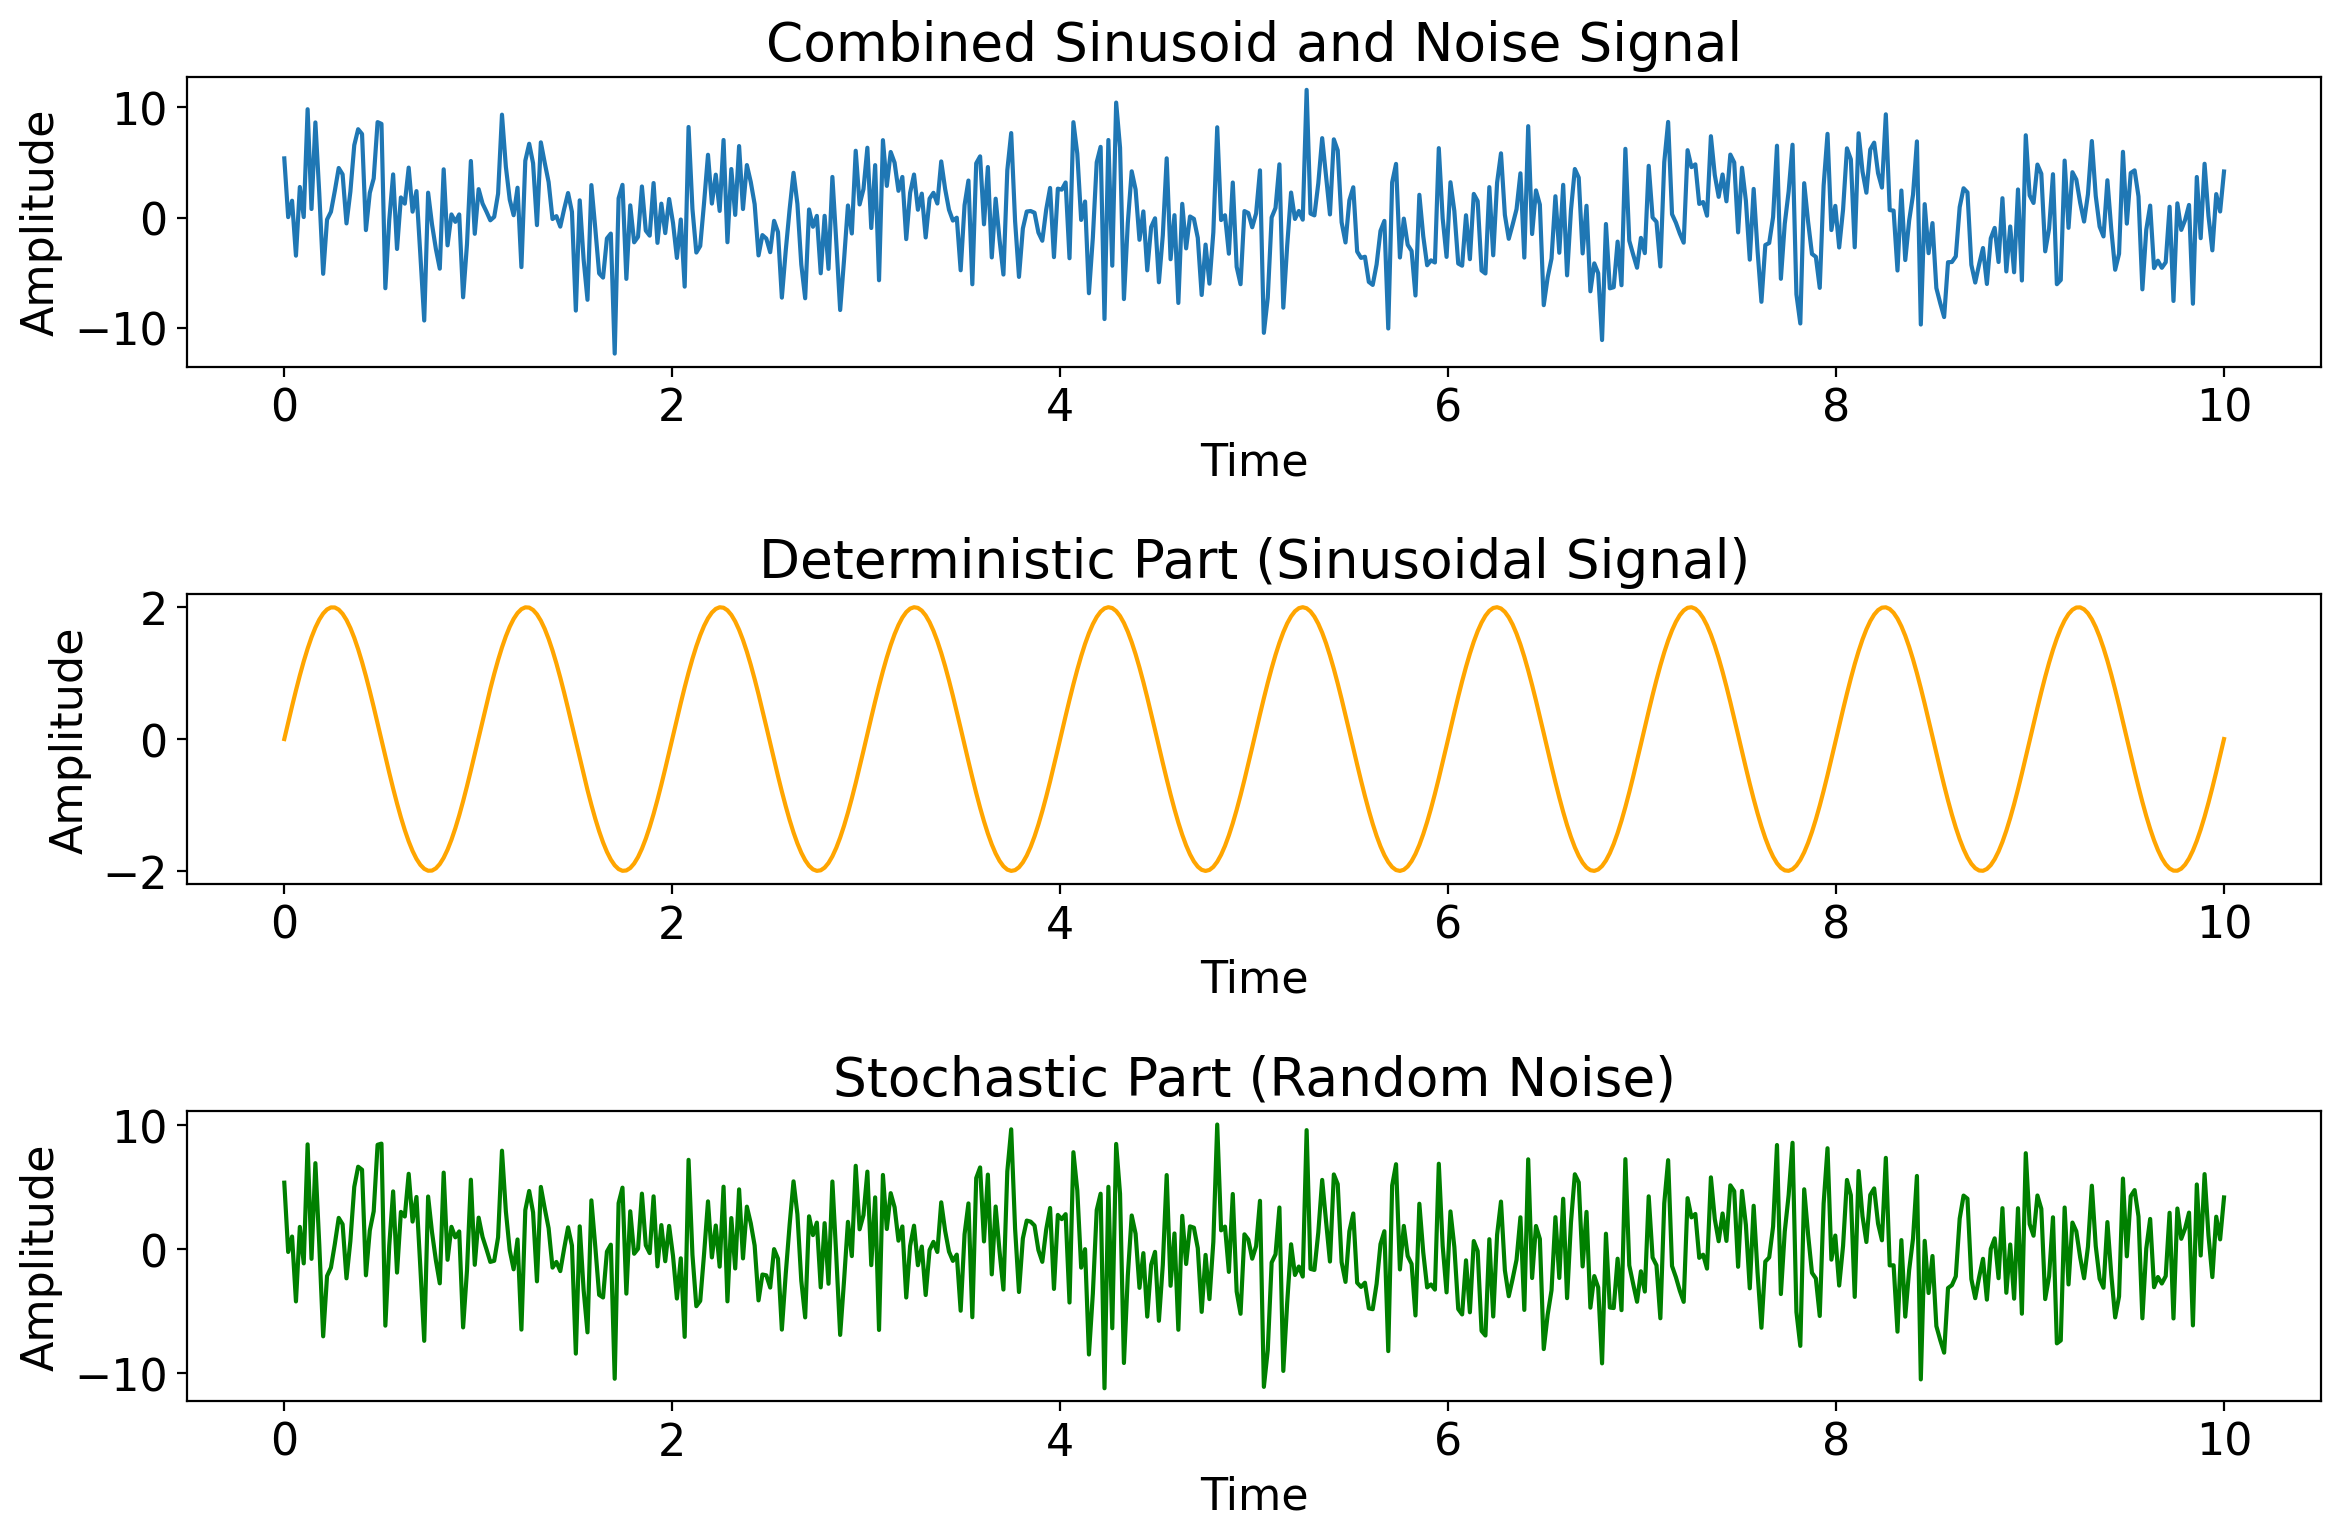 Combined Sinusoid and Noise Signal
Amplitude
10
0
−10
0 2 4 6 8 10
Time
Deterministic Part (Sinusoidal Signal)
Amplitude
2
0
−2
0 2 4 6 8 10
Time
Stochastic Part (Random Noise)
Amplitude
10
0
−10
0 2 4 6 8 10
Time